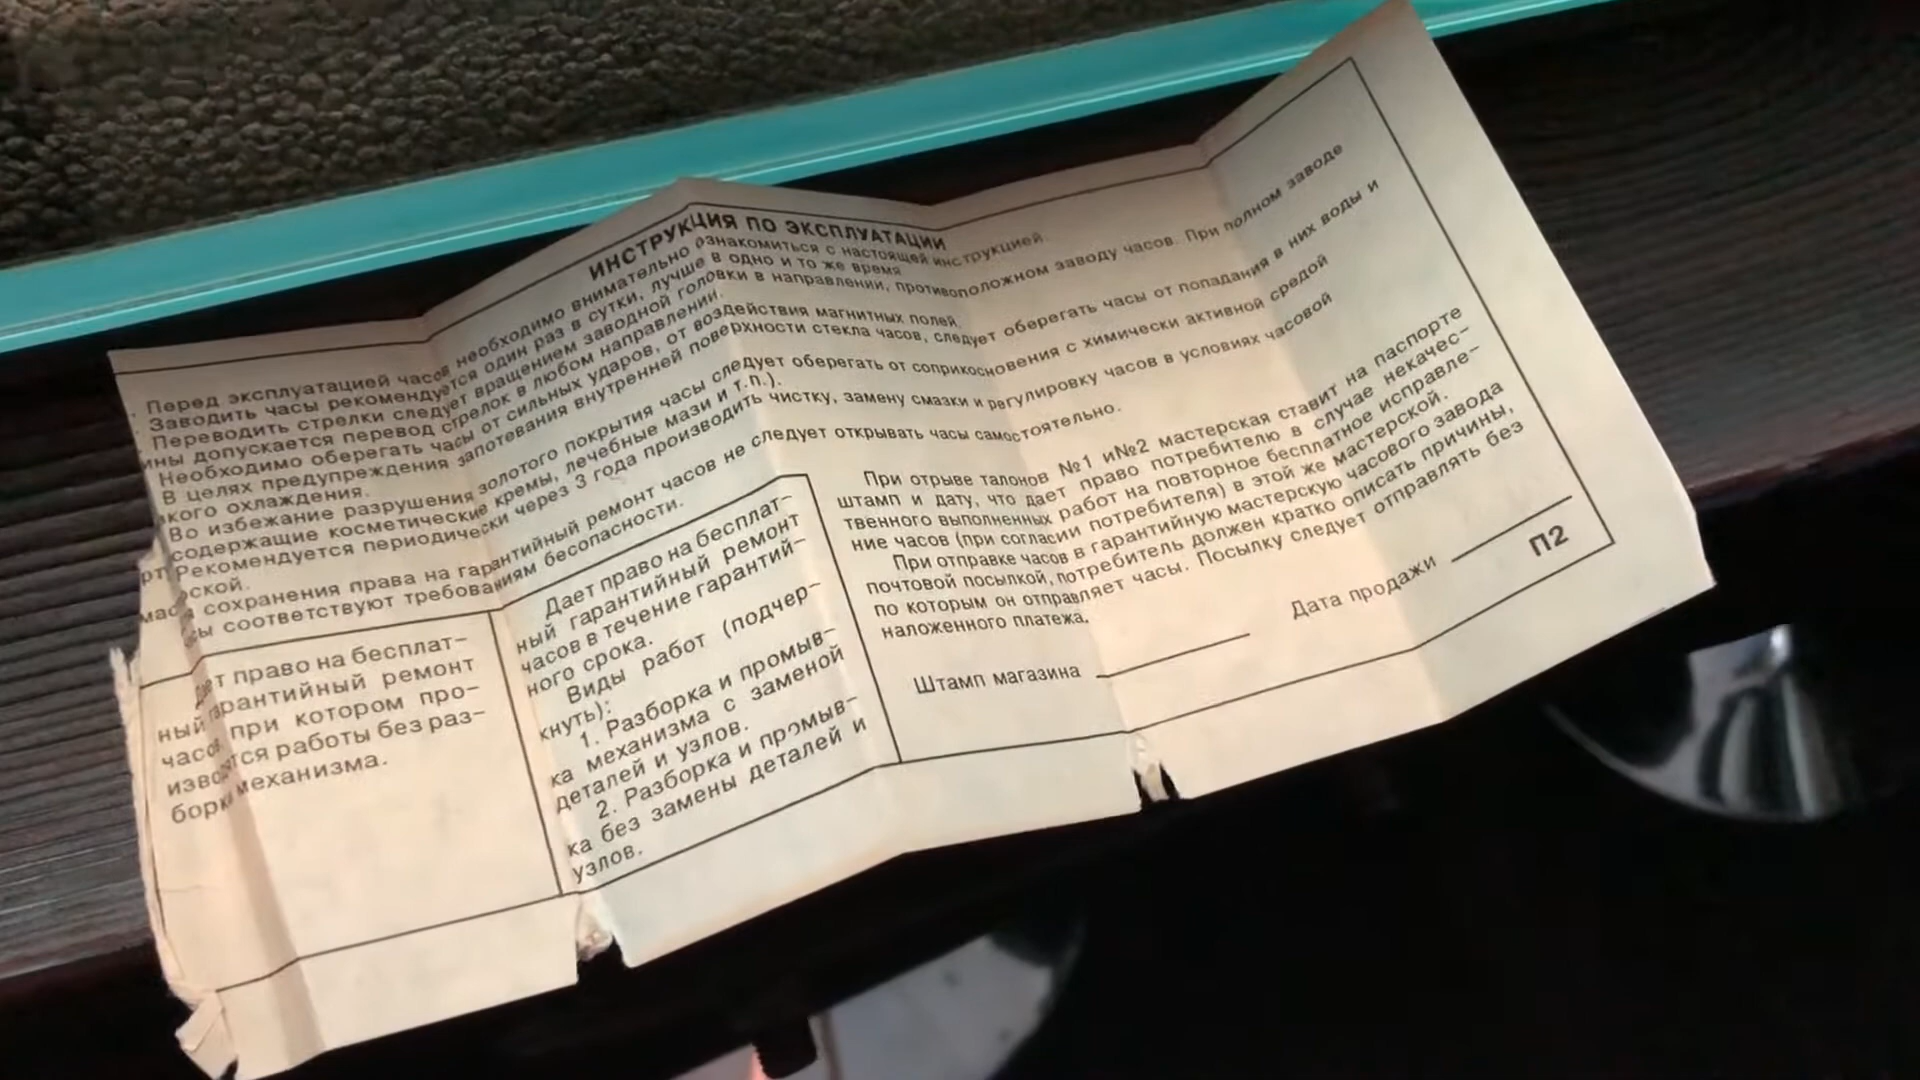 ИНСТРУКЦИЯ ПО ЭКСПЛУАТАЦИИ
Перед эксплуатацией часов необходимо внимательно ознакомиться с настоящей инструкцией.
Заводить часы рекомендуется один раз в сутки, лучше в одно и то же время
Переводить стрелки следует вращением заводной головки в направлении, противоположном заводу часов. При полном заводе
ины допускается перевод стрелок в любом направлении.
Необходимо оберегать часы от сильных ударов, от воздействия магнитных полей.
В целях предупреждения запотевания внутренней поверхности стекла часов, следует оберегать часы от попадания в них воды и
кого охлаждения.
Во избежание разрушения золотого покрытия часы следует оберегать от соприкосновения с химически активной средой
содержащие косметические кремы, лечебные мази и т.п.).
Рекомендуется периодически через 3 года производить чистку, замену смазки и регулировку часов в условиях часовой
рской.
сохранения права на гарантийный ремонт часов не следует открывать часы самостоятельно.
сы соответствуют требованиям безопасности.
Дает право на бесплат-
ный гарантийный ремонт
часов при котором про-
изводятся работы без раз-
борки механизма.
Дает право на бесплат-
ный гарантийный ремонт
часов в течение гарантий-
ного срока.
Виды работ (подчер-
кнуть):
1. Разборка и промыв-
ка механизма с заменой
деталей и узлов.
2. Разборка и промыв-
ка без замены деталей и
узлов.
При отрыве талонов №1 и№2 мастерская ставит на паспорте
штамп и дату, что дает право потребителю в случае некачес-
твенного выполненных работ на повторное бесплатное исправле-
ние часов (при согласии потребителя) в этой же мастерской.
При отправке часов в гарантийную мастерскую часового завода
почтовой посылкой, потребитель должен кратко описать причины,
по которым он отправляет часы. Посылку следует отправлять без
наложенного платежа.
Штамп магазина Дата продажи
П2